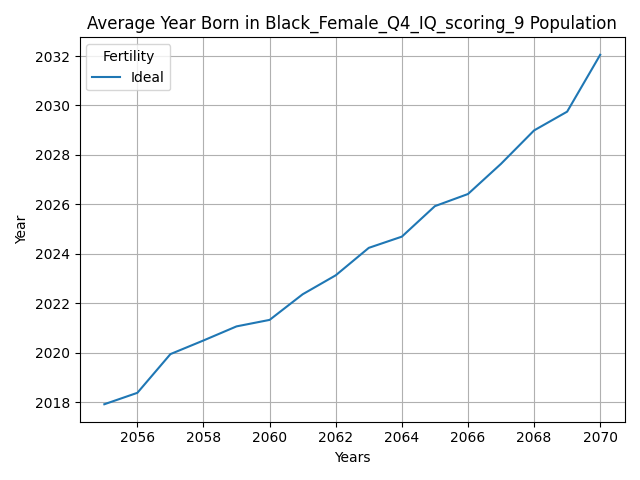 Average Year Born in Black_Female_Q4_IQ_scoring_9 Population
Fertility
Ideal
2032
2030
2028
2026
2024
2022
2020
2018
Year
2056 2058 2060 2062 2064 2066 2068 2070
Years